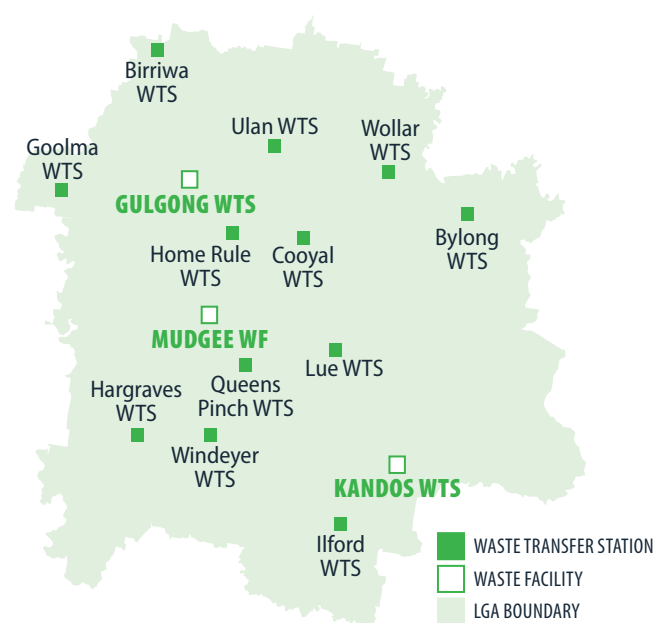 Birriwa
WTS
Ulan WTS
Wollar
WTS
Goolma
WTS
GULGONG WTS
Bylong
WTS
Home Rule
WTS
Cooyal
WTS
MUDGEE WF
Lue WTS
Queens
Pinch WTS
Hargraves
WTS
Windeyer
WTS
KANDOS WTS
Ilford
WTS
WASTE TRANSFER STATION
WASTE FACILITY
LGA BOUNDARY